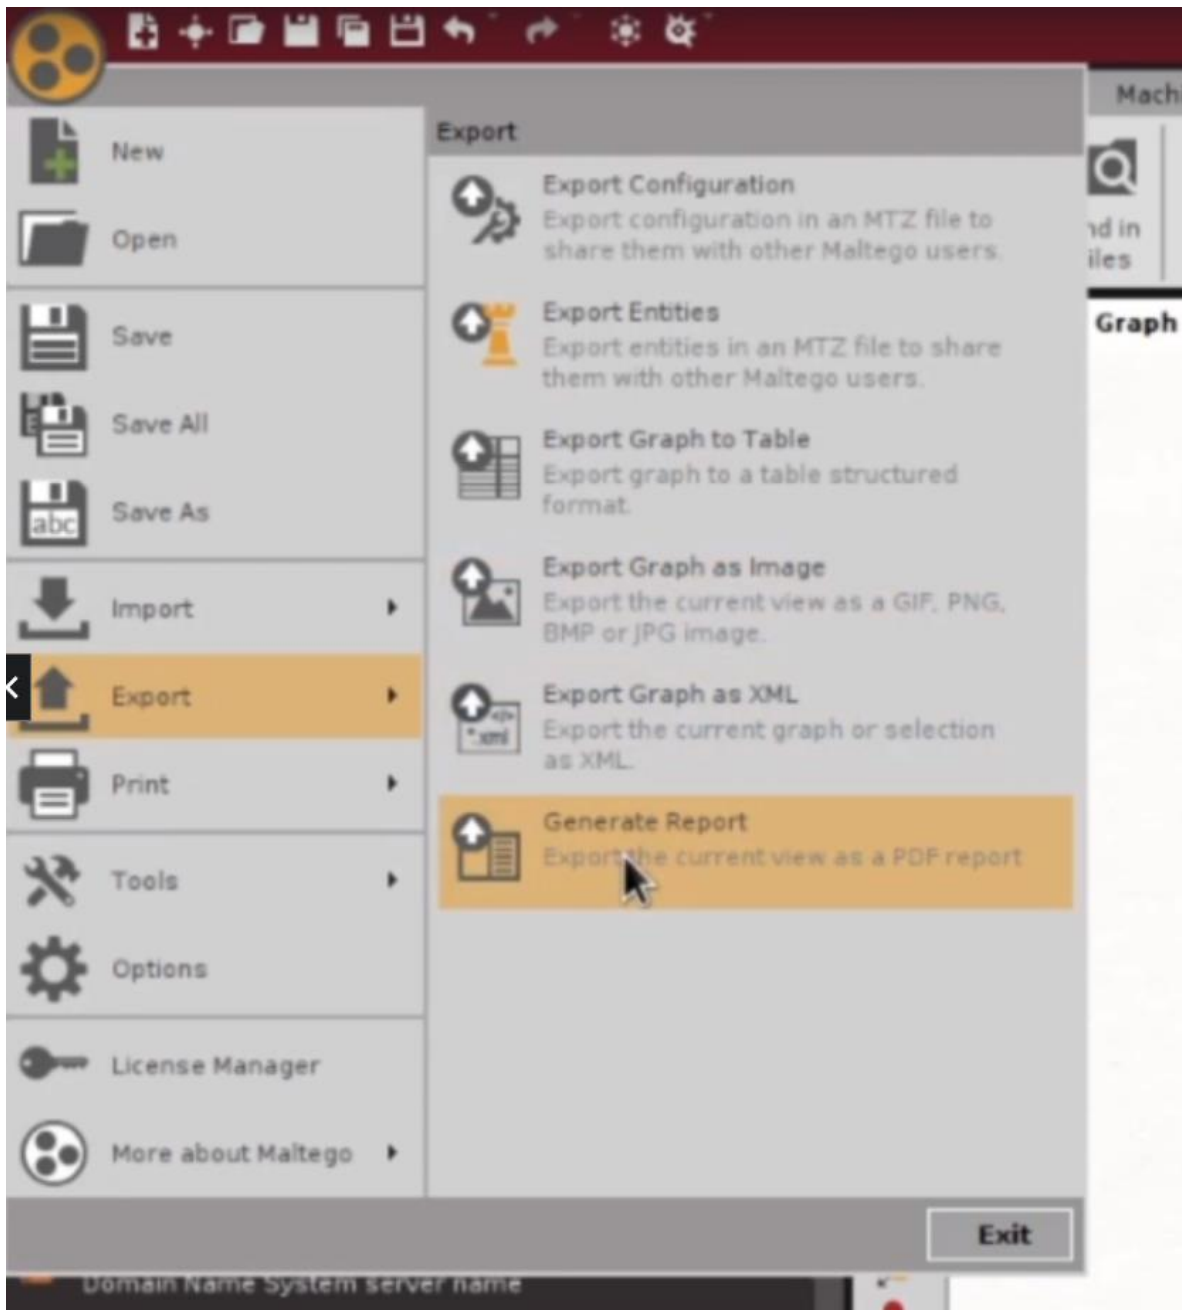 Machi
New
Open
Save
Save All
abc
Save As
Import
Export
Print
Tools
Options
License Manager
More about Maltego
Export
Export Configuration
Export configuration in an MTZ file to
share them with other Maltego users.
Export Entities
Export entities in an MTZ file to share
them with other Maltego users.
Export Graph to Table
Export graph to a table structured
format.
Export Graph as Image
Export the current view as a GIF, PNG,
BMP or JPG image.
</>
*.xml
Export Graph as XML
Export the current graph or selection
as XML.
Generate Report
Export the current view as a PDF report
nd in
iles
Graph
Exit
Domain Name System server name